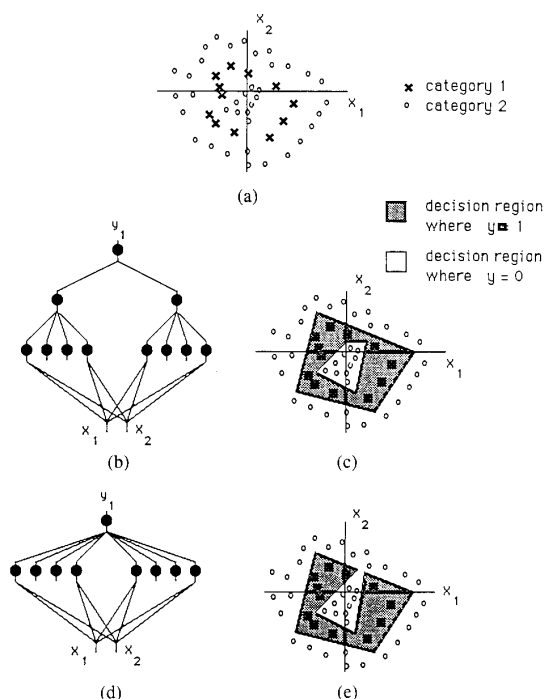 X2
X1
× category 1
○ category 2
(a)
decision region
where y = 1
decision region
where y = 0
y1
X1 X2
(b)
X2
X1
(c)
y1
X1 X2
(d)
X2
X1
(e)